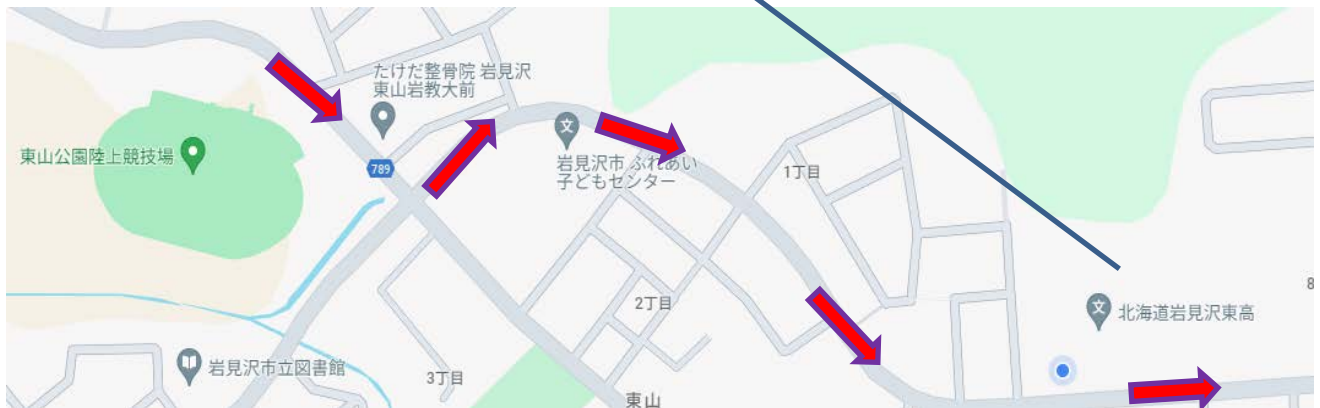 たけだ整骨院 岩見沢
東山岩教大前
東山公園陸上競技場
789
文
岩見沢市 ふれあい
子どもセンター
1丁目
2丁目
8
文
北海道岩見沢東高
岩見沢市立図書館
3丁目
東山